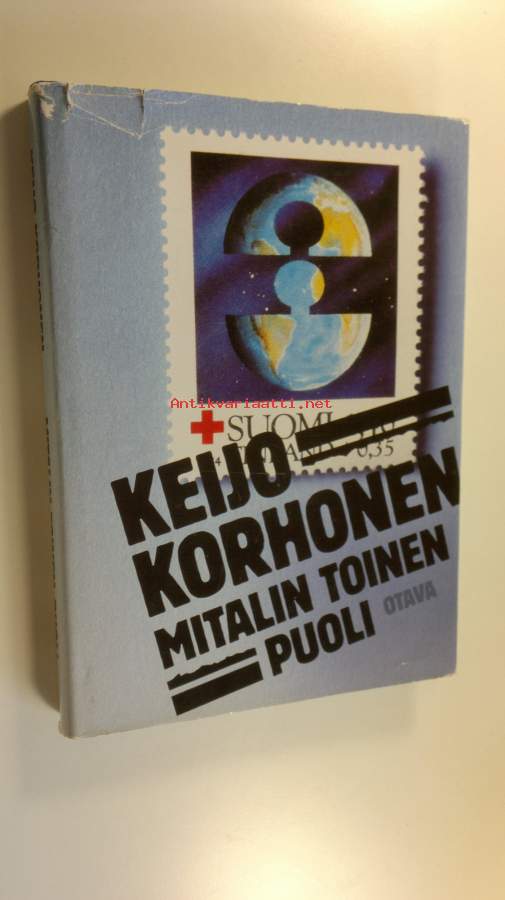 Antikvariaatti.net
SUOMI
0,35
KEIJO
KORHONEN
MITALIN TOINEN
PUOLI
OTAVA